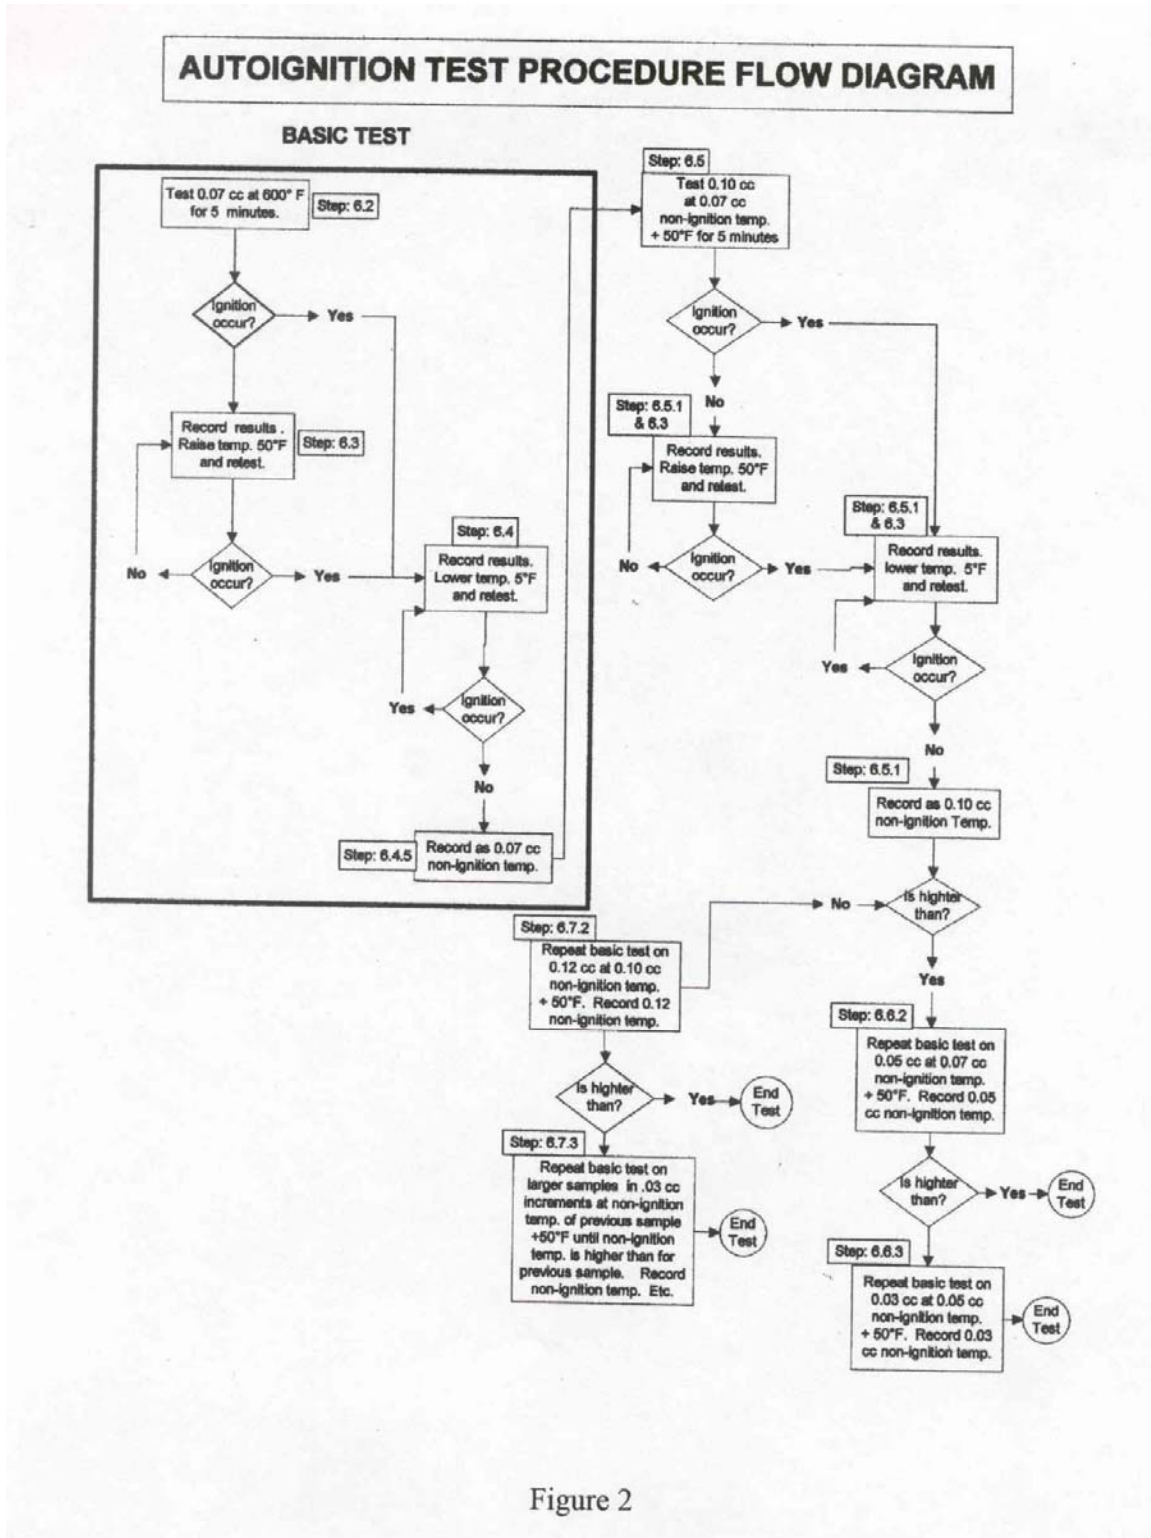 AUTOIGNITION TEST PROCEDURE FLOW DIAGRAM
BASIC TEST
Test 0.07 cc at 600° F
for 5 minutes.
Step: 6.2
Ignition
occur?
Yes
Record results .
Raise temp. 50°F
and retest.
Step: 6.3
Ignition
occur?
No
Yes
Step: 6.4
Record results.
Lower temp. 5°F
and retest.
Ignition
occur?
Yes
No
Step: 6.4.5
Record as 0.07 cc
non-ignition temp.
Step: 6.5
Test 0.10 cc
at 0.07 cc
non-ignition temp.
+ 50°F for 5 minutes
Ignition
occur?
Yes
No
Step: 6.5.1
& 6.3
Record results.
Raise temp. 50°F
and retest.
Ignition
occur?
No
Yes
Step: 6.5.1
& 6.3
Record results.
lower temp. 5°F
and retest.
Ignition
occur?
Yes
No
Step: 6.5.1
Record as 0.10 cc
non-ignition Temp.
Is highter
than?
No
Yes
Step: 6.7.2
Repeat basic test on
0.12 cc at 0.10 cc
non-ignition temp.
+ 50°F. Record 0.12
non-ignition temp.
Is highter
than?
Yes
End
Test
Step: 6.7.3
Repeat basic test on
larger samples in .03 cc
increments at non-ignition
temp. of previous sample
+50°F until non-ignition
temp. is higher than for
previous sample. Record
non-ignition temp. Etc.
End
Test
Step: 6.6.2
Repeat basic test on
0.05 cc at 0.07 cc
non-ignition temp.
+ 50°F. Record 0.05
cc non-ignition temp.
Is highter
than?
Yes
End
Test
Step: 6.6.3
Repeat basic test on
0.03 cc at 0.05 cc
non-ignition temp.
+ 50°F. Record 0.03
cc non-ignition temp.
End
Test
Figure 2